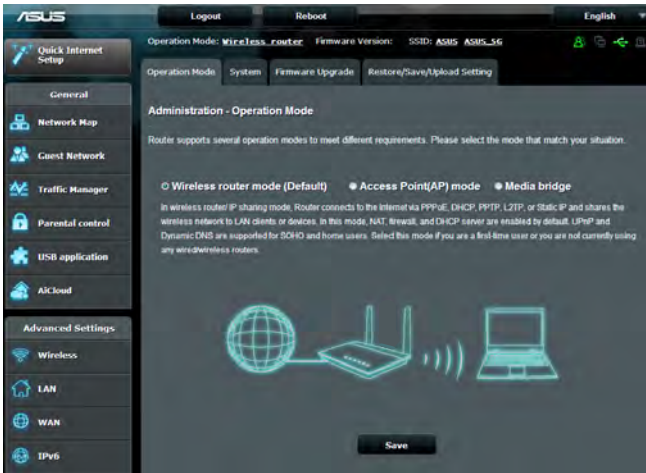 ASUS
Logout
Reboot
English
Quick Internet
Setup
Operation Mode: Wireless router Firmware Version: SSID: ASUS ASUS_5G
Operation Mode
System
Firmware Upgrade
Restore/Save/Upload Setting
General
Network Map
Guest Network
Traffic Manager
Parental control
USB application
AiCloud
Advanced Settings
Wireless
LAN
WAN
IPv6
Administration - Operation Mode
Router supports several operation modes to meet different requirements. Please select the mode that match your situation.
Wireless router mode (Default)
Access Point(AP) mode
Media bridge
In wireless router/ IP sharing mode, Router connects to the Internet via PPPoE, DHCP, PPTP, L2TP, or Static IP and shares the
wireless network to LAN clients or devices. In this mode, NAT, firewall, and DHCP server are enabled by default. UPnP and
Dynamic DNS are supported for SOHO and home users. Select this mode if you are a first-time user or you are not currently using
any wired/wireless routers.
Save